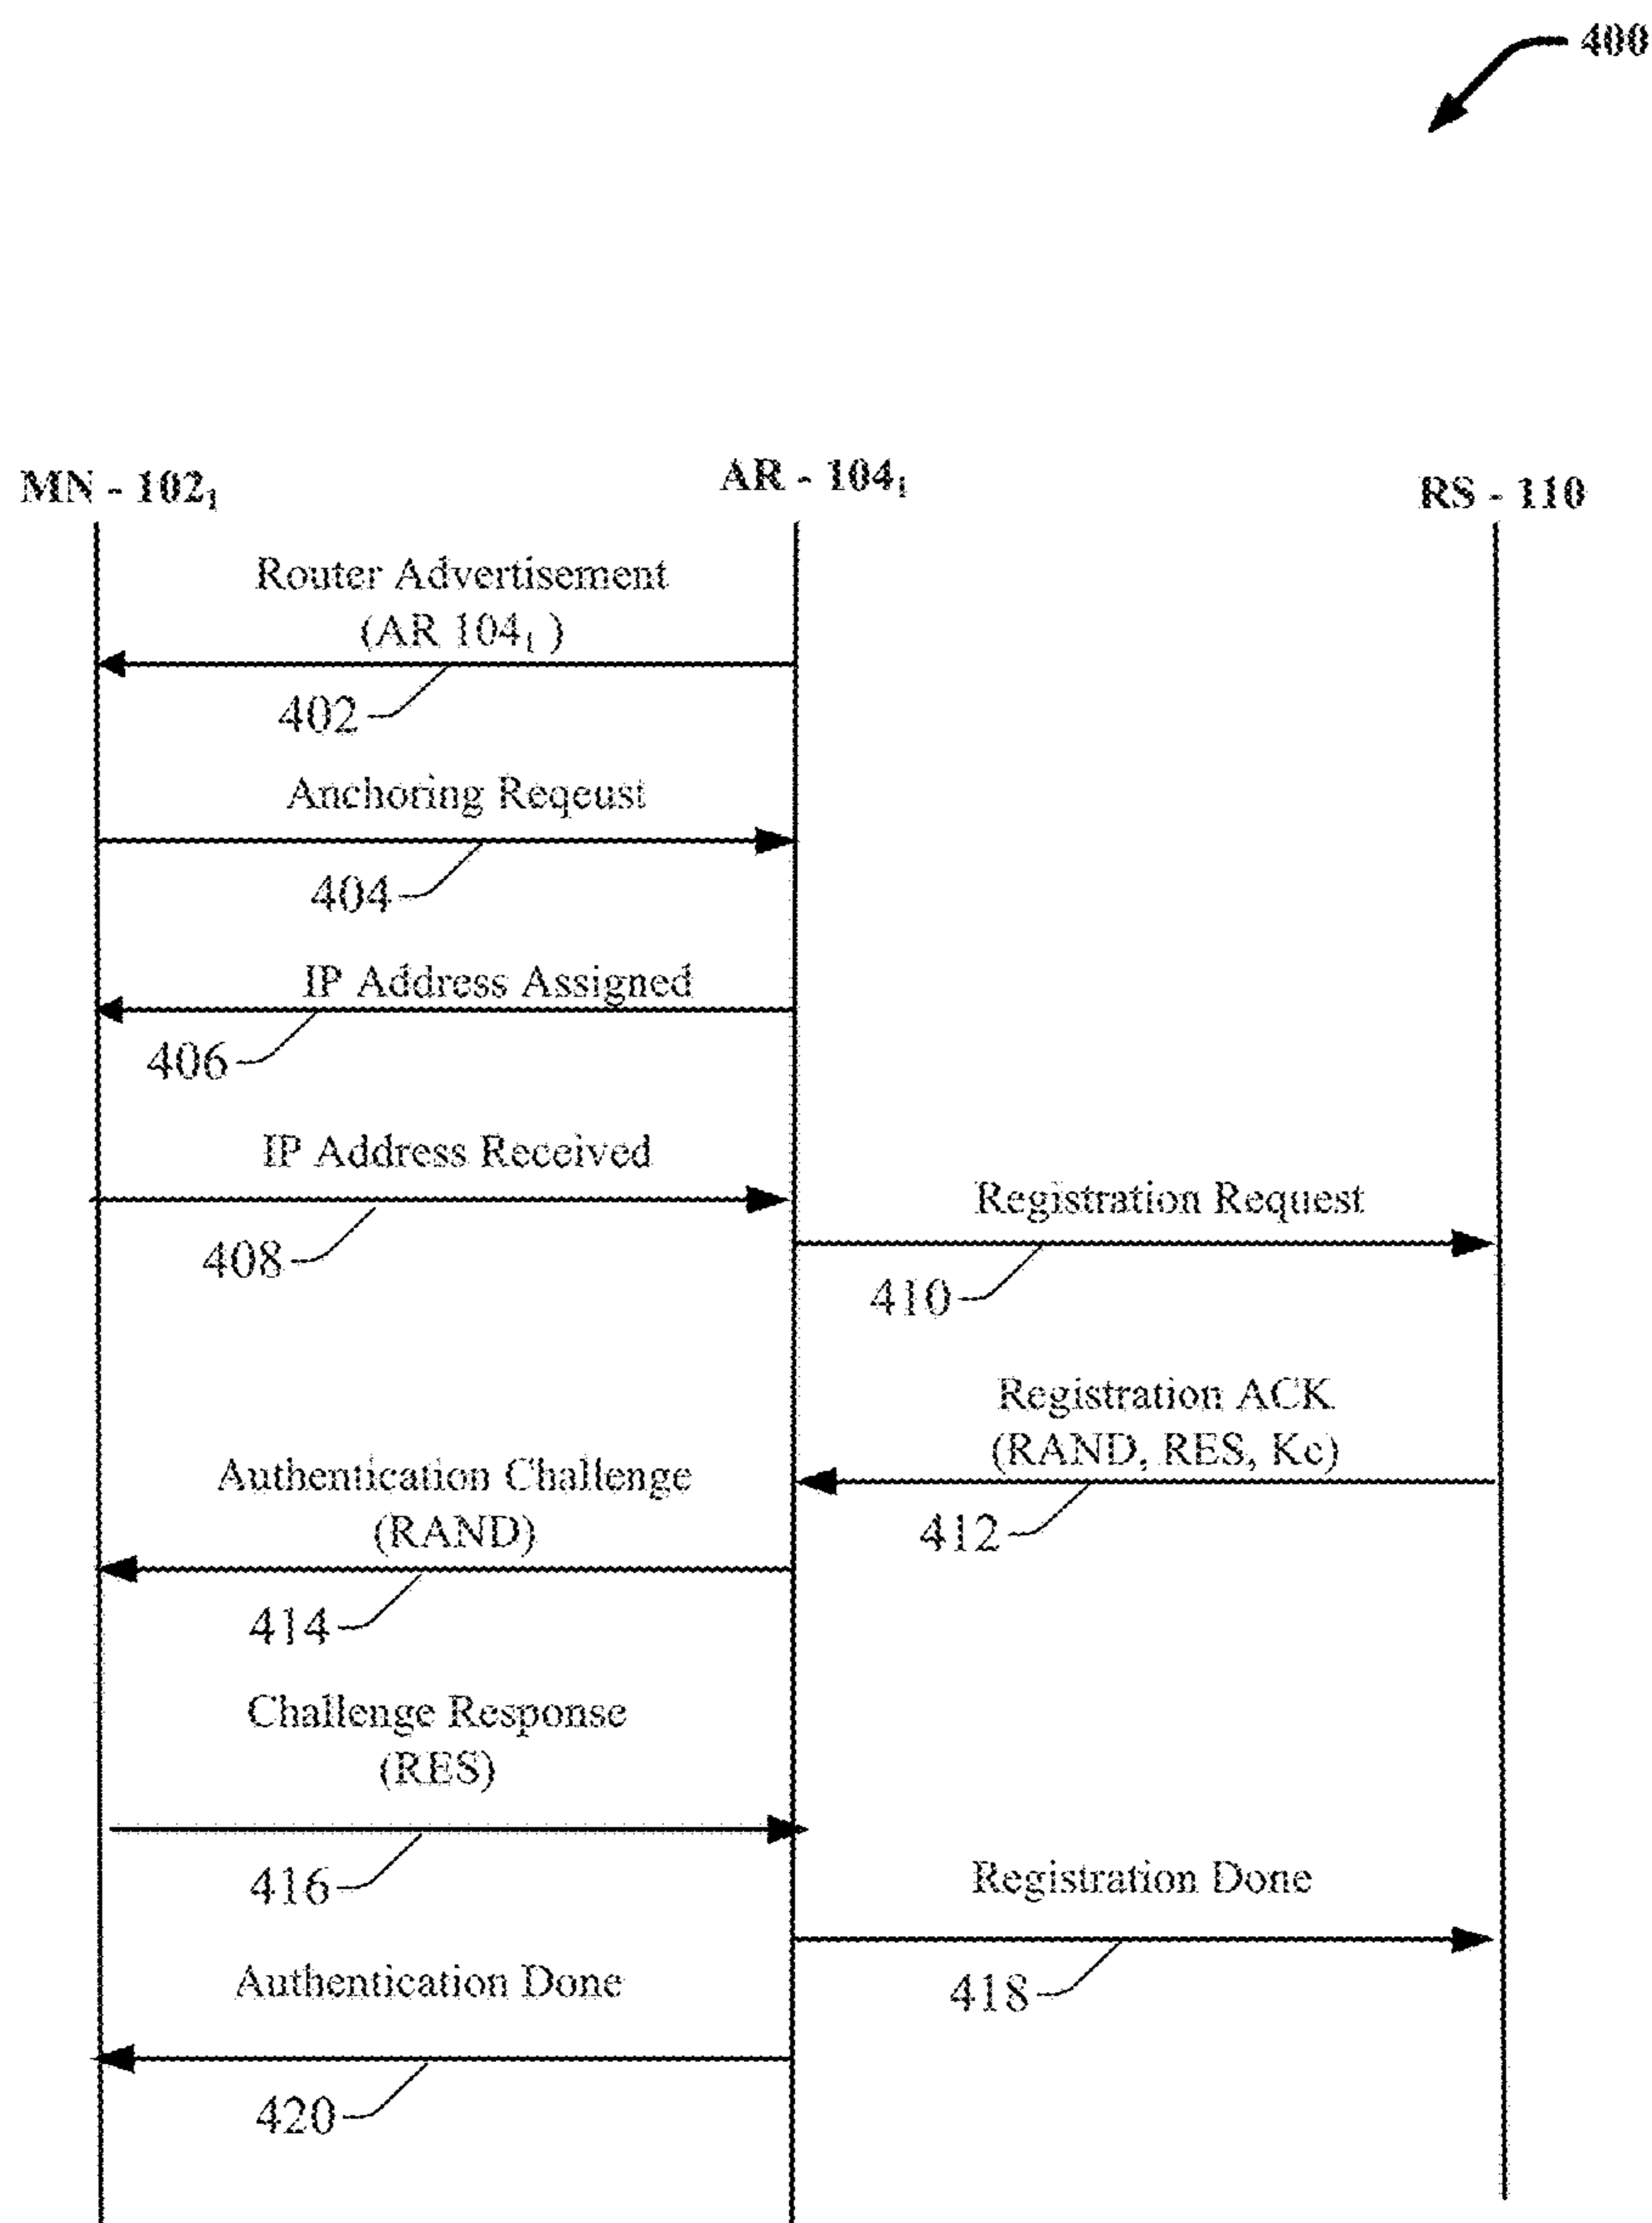 400
MN - 102₁
AR - 104₁
RS - 110
Router Advertisement
(AR 104₁ )
402
Anchoring Reqeust
404
IP Address Assigned
406
IP Address Received
408
Registration Request
410
Registration ACK
(RAND, RES, Kc)
412
Authentication Challenge
(RAND)
414
Challenge Response
(RES)
416
Registration Done
418
Authentication Done
420